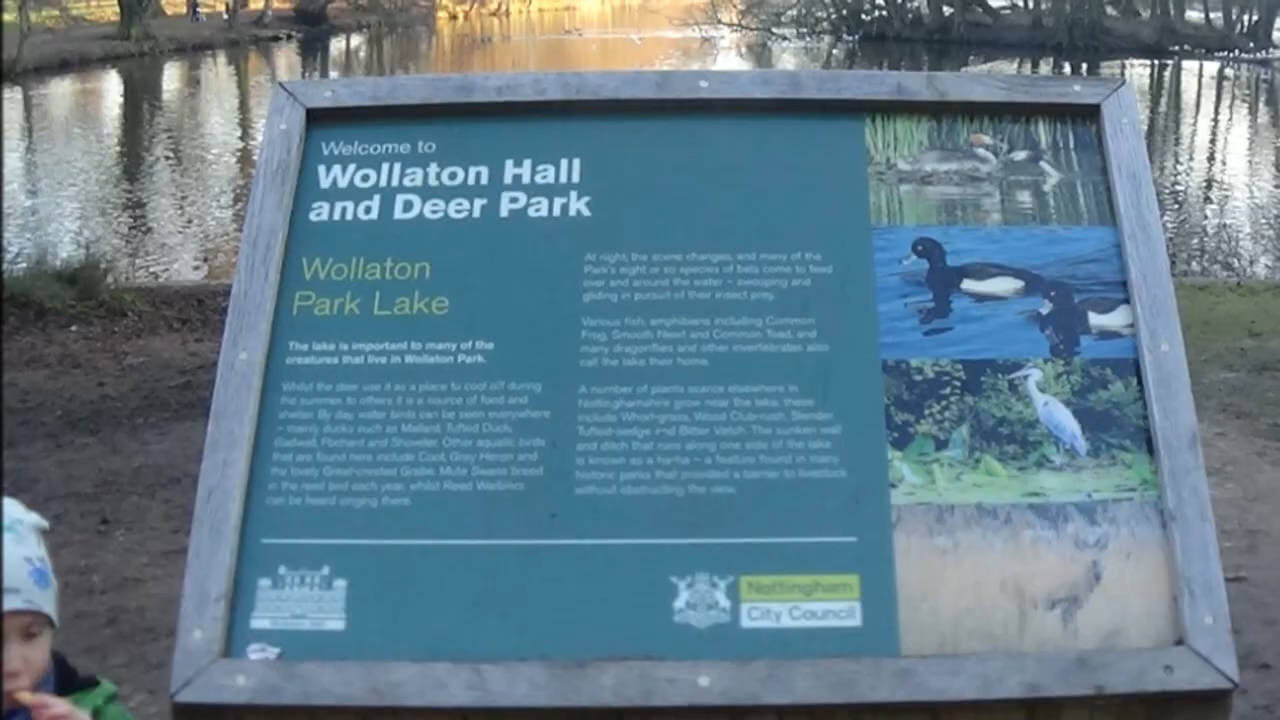 Welcome to
Wollaton Hall
and Deer Park
Wollaton
Park Lake
The lake is important to many of the
creatures that live in Wollaton Park.
Whilst the deer use it as a place to cool off during
the summer, to others it is a source of food and
shelter. By day, water birds can be seen everywhere
– mainly ducks such as Mallard, Tufted Duck,
Gadwall, Pochard and Shoveler. Other aquatic birds
that are found here include Coot, Grey Heron and
the lovely Great-crested Grebe. Mute Swans breed
in the reed bed each year, whilst Reed Warblers
can be heard singing there.
At night, the scene changes, and many of the
Park's eight or so species of bats come to feed
over and around the water – swooping and
gliding in pursuit of their insect prey.
Various fish, amphibians including Common
Frog, Smooth Newt and Common Toad, and
many dragonflies and other invertebrates also
call the lake their home.
A number of plants scarce elsewhere in
Nottinghamshire grow near the lake, these
include Whorl-grass, Wood Club-rush, Slender
Tufted-sedge and Bitter Vetch. The sunken wall
and ditch that runs along one side of the lake
is known as a ha-ha – a feature found in many
historic parks that provided a barrier to livestock
without obstructing the view.
Nottingham
City Council